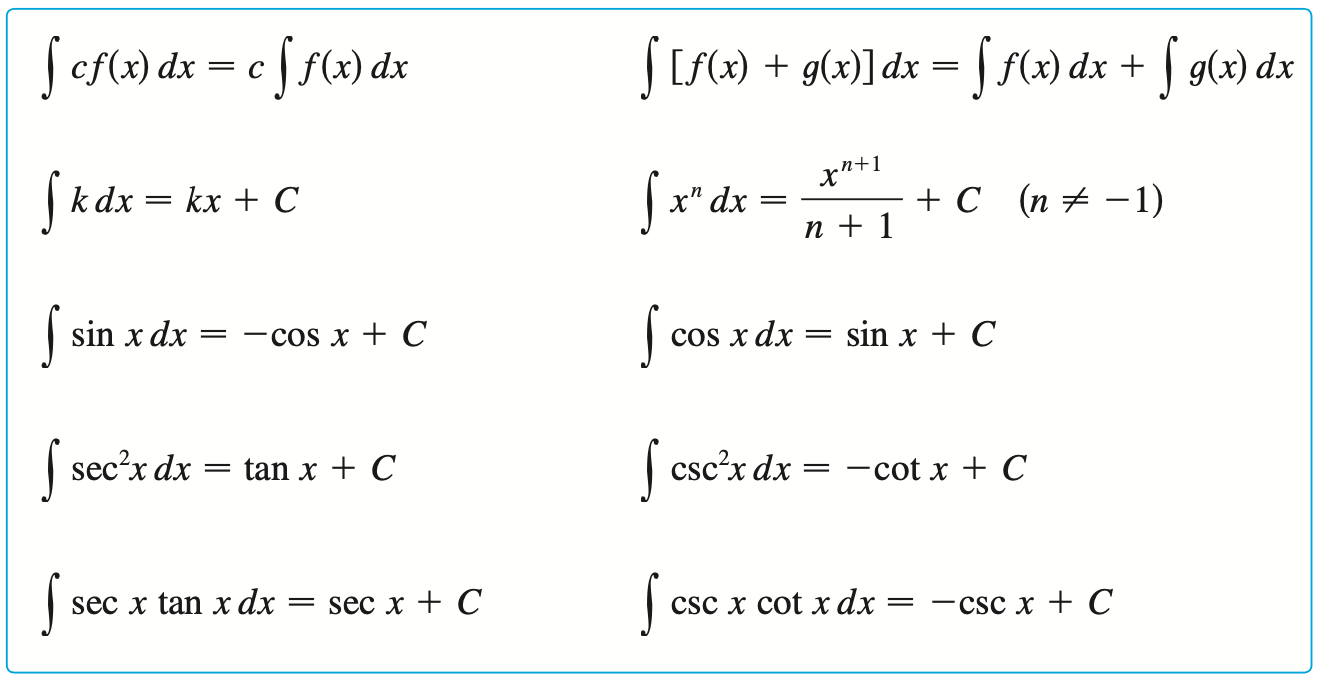 ∫ cf(x) dx = c ∫ f(x) dx    ∫ [f(x) + g(x)] dx = ∫ f(x) dx + ∫ g(x) dx
∫ k dx = kx + C    ∫ xⁿ dx = xⁿ⁺¹/(n + 1) + C (n ≠ −1)
∫ sin x dx = −cos x + C    ∫ cos x dx = sin x + C
∫ sec²x dx = tan x + C    ∫ csc²x dx = −cot x + C
∫ sec x tan x dx = sec x + C    ∫ csc x cot x dx = −csc x + C